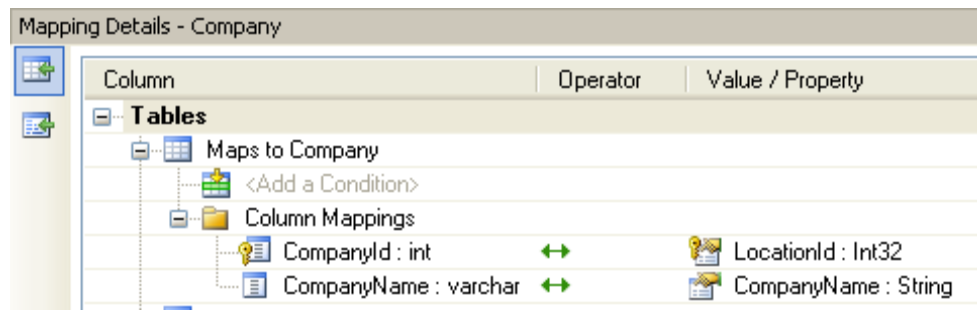 Mapping Details - Company
Column Operator Value / Property
Tables
Maps to Company
<Add a Condition>
Column Mappings
CompanyId : int LocationId : Int32
CompanyName : varchar CompanyName : String